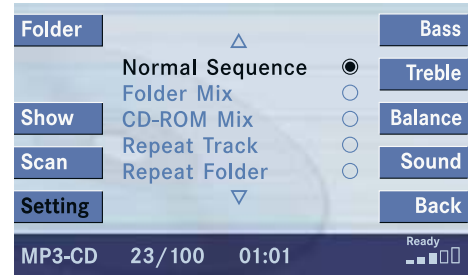 Folder
Bass
Normal Sequence
Treble
Folder Mix
Show
CD-ROM Mix
Balance
Repeat Track
Scan
Sound
Repeat Folder
Setting
Back
MP3-CD 23/100 01:01
Ready